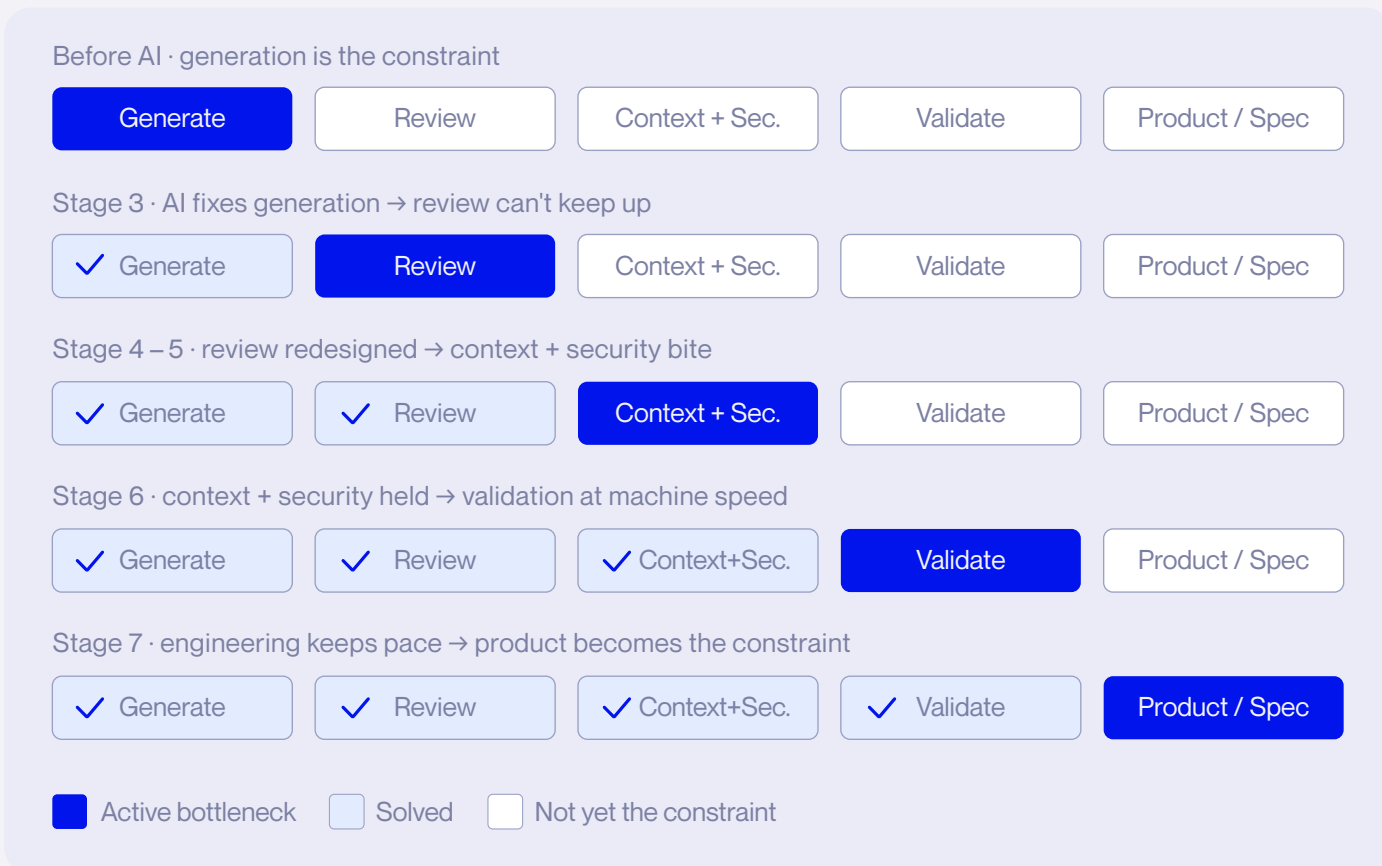 Before AI · generation is the constraint
Generate Review Context + Sec. Validate Product / Spec
Stage 3 · AI fixes generation → review can't keep up
Generate Review Context + Sec. Validate Product / Spec
Stage 4 – 5 · review redesigned → context + security bite
Generate Review Context + Sec. Validate Product / Spec
Stage 6 · context + security held → validation at machine speed
Generate Review Context+Sec. Validate Product / Spec
Stage 7 · engineering keeps pace → product becomes the constraint
Generate Review Context+Sec. Validate Product / Spec
Active bottleneck Solved Not yet the constraint